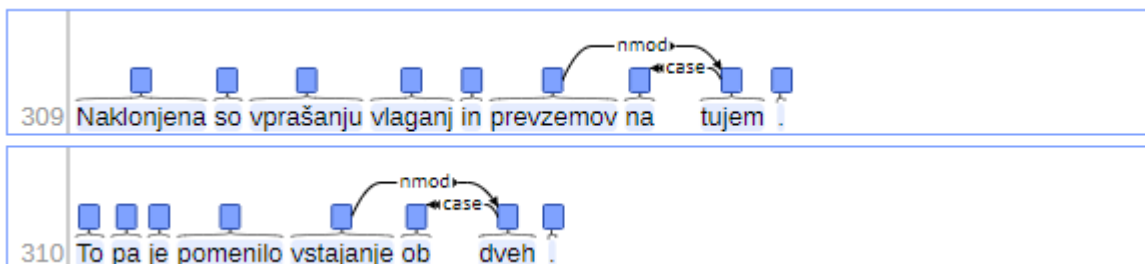 nmod
case
309 Naklonjena so vprašanju vlaganj in prevzemov na tujem .
nmod
case
310 To pa je pomenilo vstajanje ob dveh .